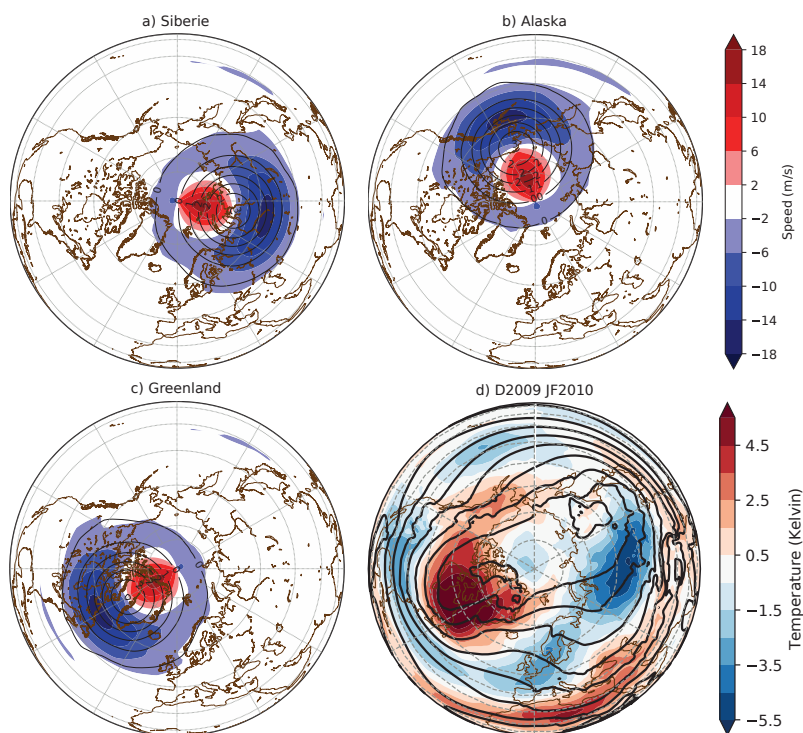 a) Siberie
b) Alaska
18
14
10
6
2
−2
−6
−10
−14
−18
Speed (m/s)
c) Greenland
d) D2009 JF2010
4.5
2.5
0.5
−1.5
−3.5
−5.5
Temperature (Kelvin)